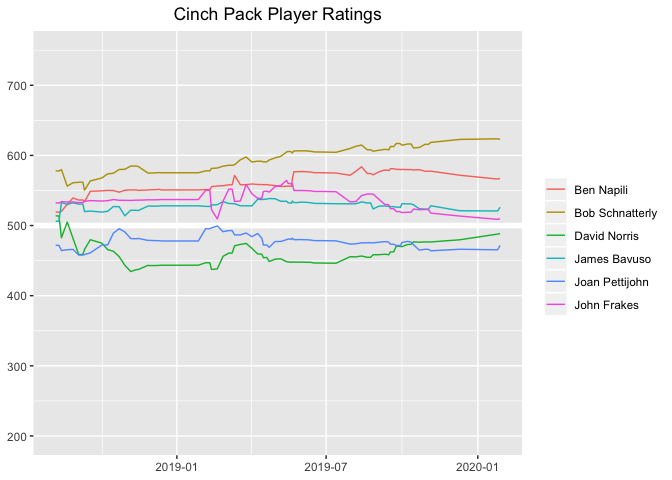 Cinch Pack Player Ratings
700
600
500
400
300
200
2019-01
2019-07
2020-01
Ben Napili
Bob Schnatterly
David Norris
James Bavuso
Joan Pettijohn
John Frakes